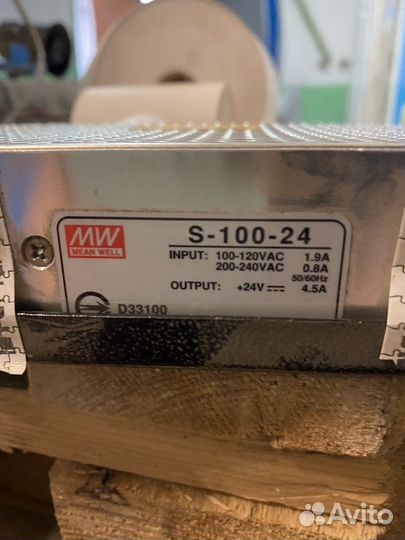 MW
MEAN WELL
S-100-24
INPUT: 100-120VAC 1.9A
200-240VAC 0.8A
50/60Hz
OUTPUT: +24V 4.5A
D33100
Avito